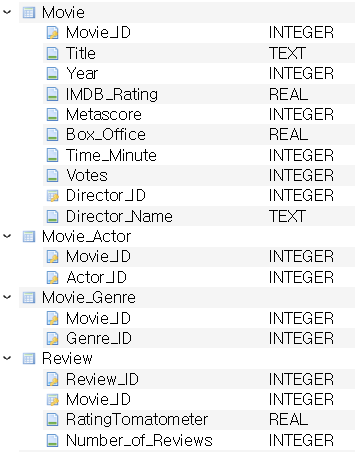 Movie
Movie_ID INTEGER
Title TEXT
Year INTEGER
IMDB_Rating REAL
Metascore INTEGER
Box_Office REAL
Time_Minute INTEGER
Votes INTEGER
Director_ID INTEGER
Director_Name TEXT
Movie_Actor
Movie_ID INTEGER
Actor_ID INTEGER
Movie_Genre
Movie_ID INTEGER
Genre_ID INTEGER
Review
Review_ID INTEGER
Movie_ID INTEGER
RatingTomatometer REAL
Number_of_Reviews INTEGER